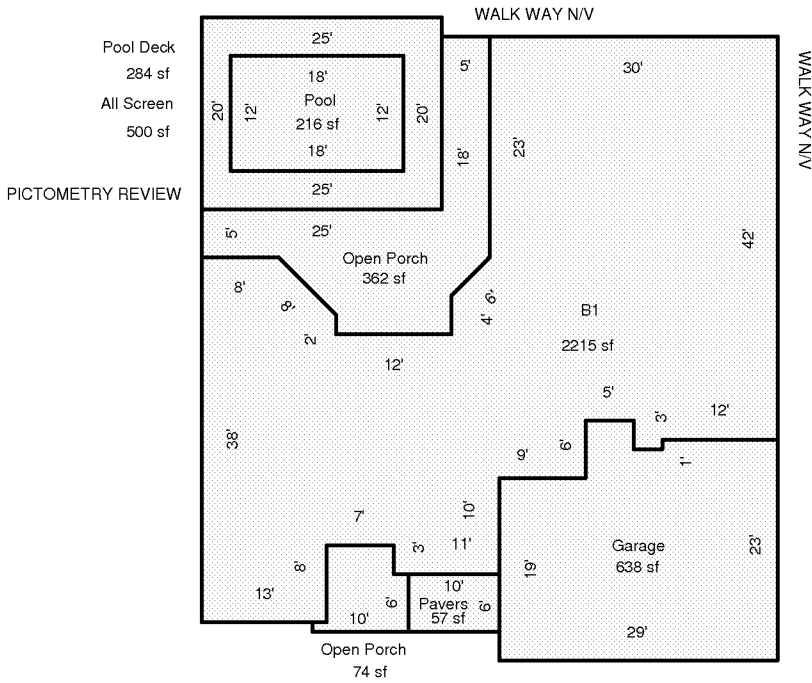 WALK WAY N/V
Pool Deck
284 sf
All Screen
500 sf
PICTOMETRY REVIEW
25'
18'
20'
12'
Pool
216 sf
12'
20'
18'
25'
5'
18'
23'
30'
WALK WAY N/V
42'
5'
25'
Open Porch
362 sf
8'
8'
2'
12'
4'
6'
B1
2215 sf
38'
5'
3'
12'
6'
9'
1'
10'
7'
3'
11'
8'
13'
10'
6'
10'
Pavers
57 sf
6'
19'
Garage
638 sf
23'
29'
Open Porch
74 sf